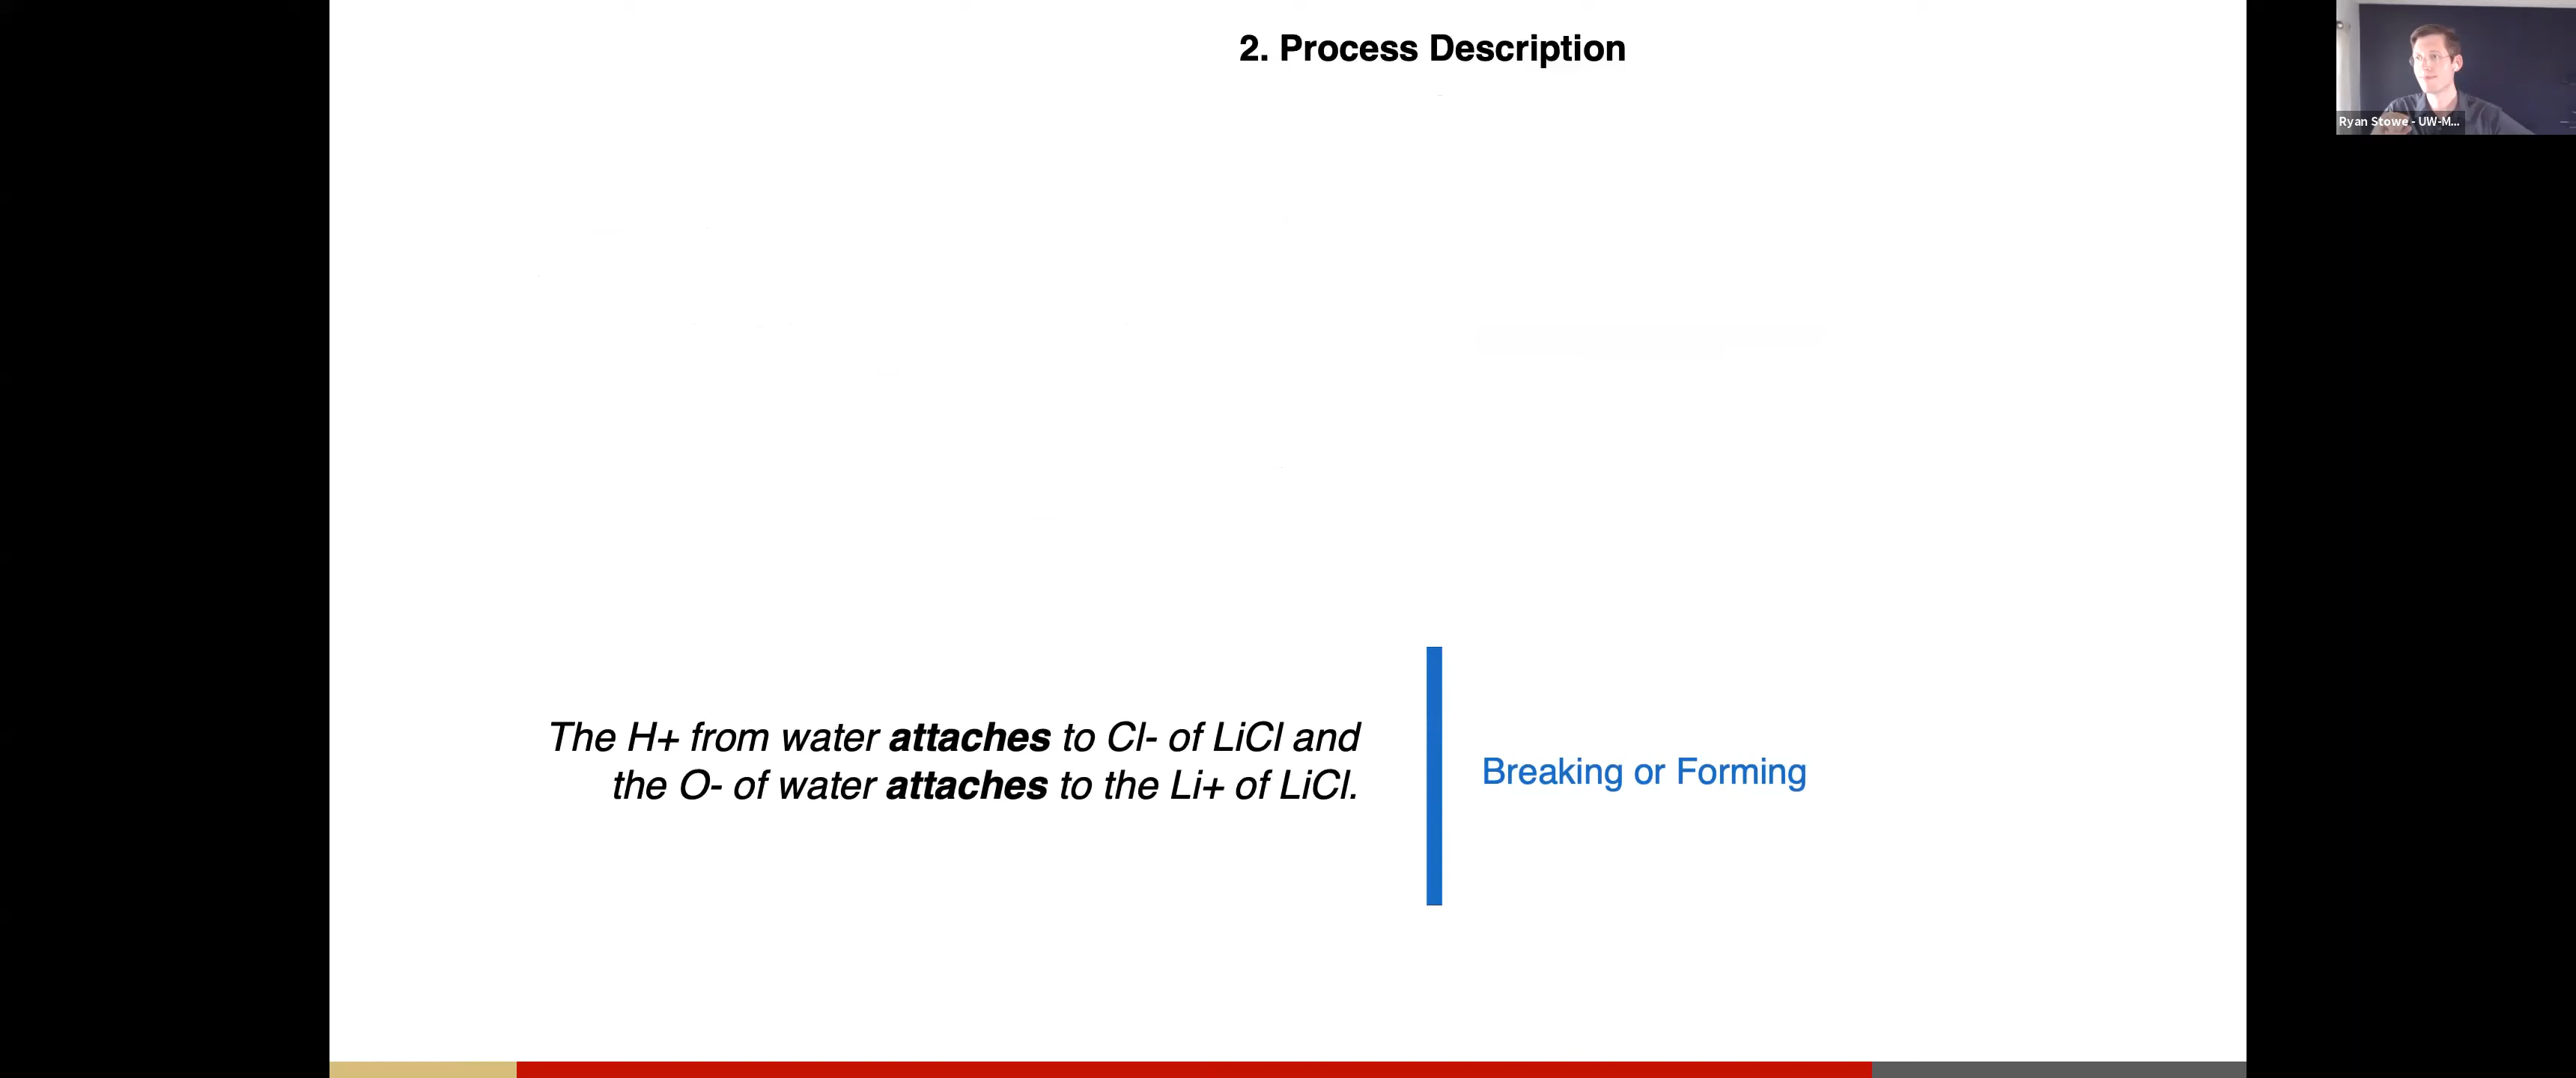 2. Process Description
Ryan Stowe - UW-M...
The H+ from water attaches to Cl- of LiCl and
the O- of water attaches to the Li+ of LiCl.
Breaking or Forming